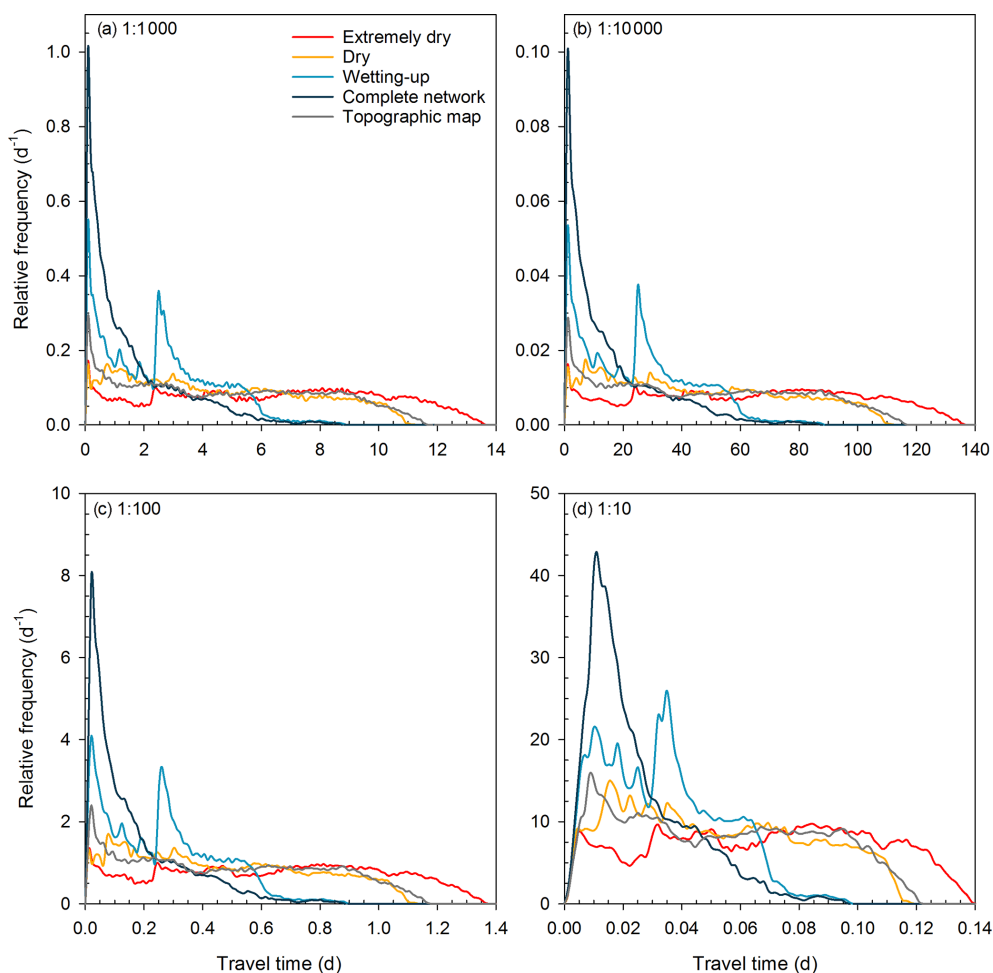 (a) 1:1000
Extremely dry
Dry
Wetting-up
Complete network
Topographic map
Relative frequency (d⁻¹)
1.0
0.8
0.6
0.4
0.2
0.0
0 2 4 6 8 10 12 14
(b) 1:10000
0.10
0.08
0.06
0.04
0.02
0.00
0 20 40 60 80 100 120 140
(c) 1:100
Relative frequency (d⁻¹)
10
8
6
4
2
0
0.0 0.2 0.4 0.6 0.8 1.0 1.2 1.4
Travel time (d)
(d) 1:10
50
40
30
20
10
0
0.00 0.02 0.04 0.06 0.08 0.10 0.12 0.14
Travel time (d)